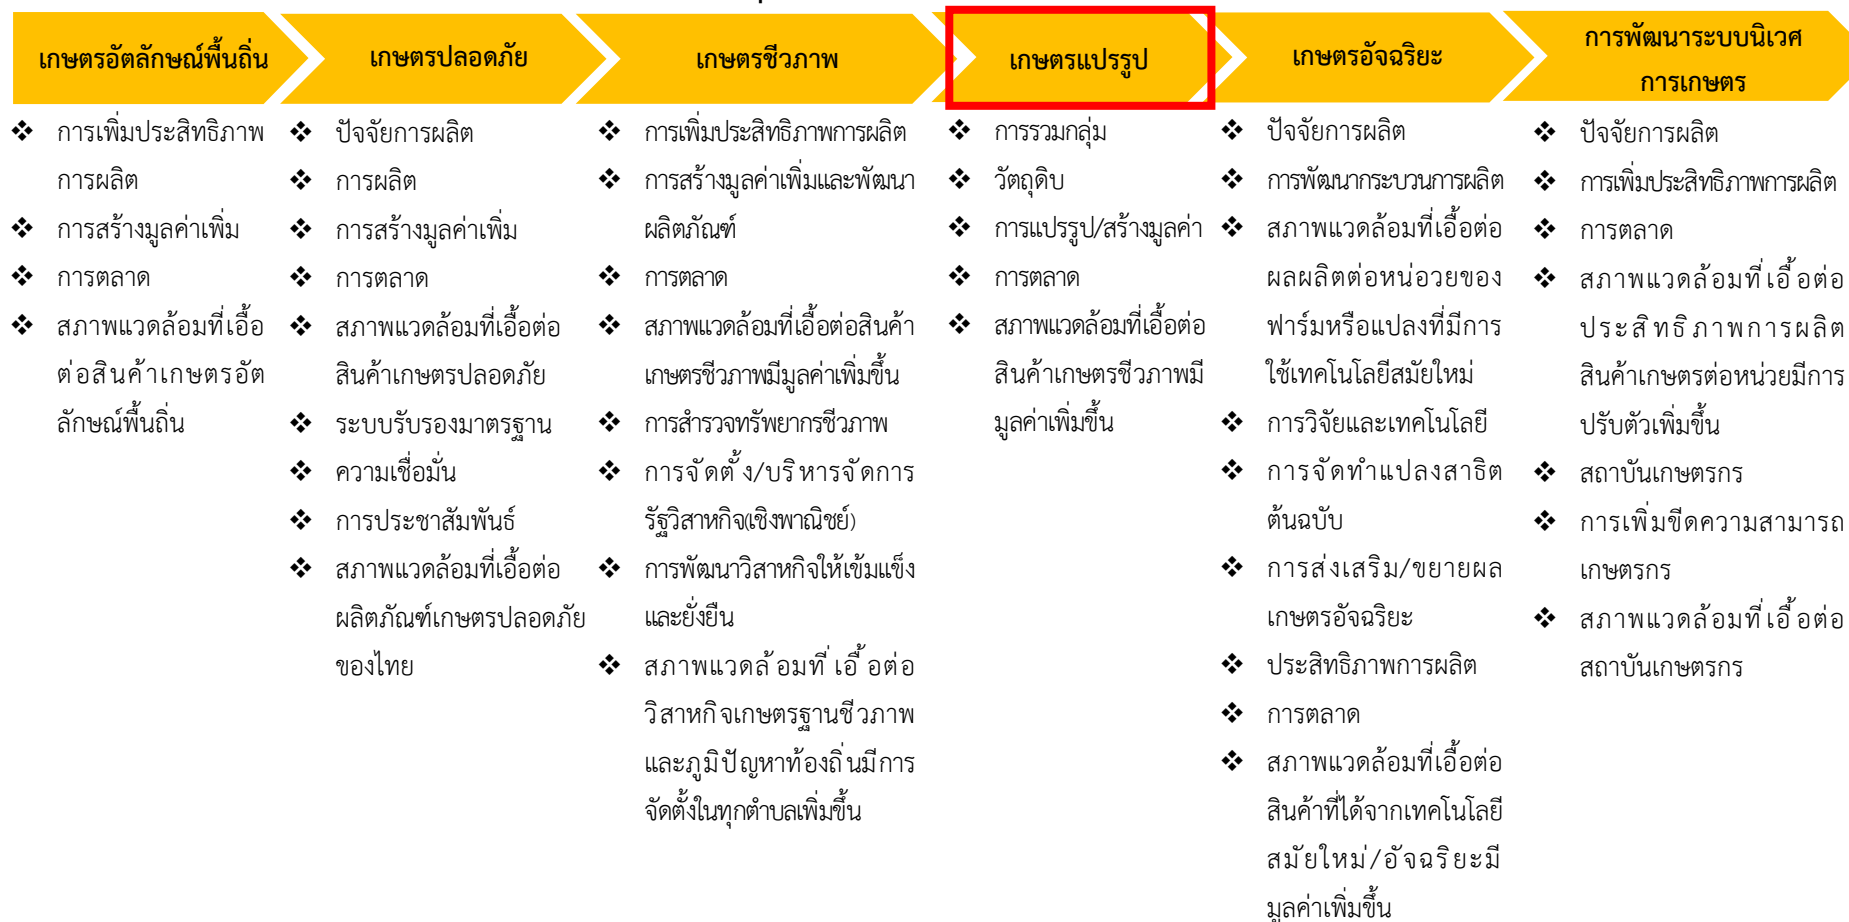 เกษตรอัตลักษณ์พื้นถิ่น
การเพิ่มประสิทธิภาพ
การผลิต
การสร้างมูลค่าเพิ่ม
การตลาด
สภาพแวดล้อมที่เอื้อ
ต่อสินค้าเกษตรอัต
ลักษณ์พื้นถิ่น
เกษตรปลอดภัย
ปัจจัยการผลิต
การผลิต
การสร้างมูลค่าเพิ่ม
การตลาด
สภาพแวดล้อมที่เอื้อต่อ
สินค้าเกษตรปลอดภัย
ระบบรับรองมาตรฐาน
ความเชื่อมั่น
การประชาสัมพันธ์
สภาพแวดล้อมที่เอื้อต่อ
ผลิตภัณฑ์เกษตรปลอดภัย
ของไทย
เกษตรชีวภาพ
การเพิ่มประสิทธิภาพการผลิต
การสร้างมูลค่าเพิ่มและพัฒนา
ผลิตภัณฑ์
การตลาด
สภาพแวดล้อมที่เอื้อต่อสินค้า
เกษตรชีวภาพมีมูลค่าเพิ่มขึ้น
การสำรวจทรัพยากรชีวภาพ
การจัดตั้ง/บริหารจัดการ
รัฐวิสาหกิจ(เชิงพาณิชย์)
การพัฒนาวิสาหกิจให้เข้มแข็ง
และยั่งยืน
สภาพแวดล้อมที่เอื้อต่อ
วิสาหกิจเกษตรฐานชีวภาพ
และภูมิปัญหาท้องถิ่นมีการ
จัดตั้งในทุกตำบลเพิ่มขึ้น
เกษตรแปรรูป
การรวมกลุ่ม
วัตถุดิบ
การแปรรูป/สร้างมูลค่า
การตลาด
สภาพแวดล้อมที่เอื้อต่อ
สินค้าเกษตรชีวภาพมี
มูลค่าเพิ่มขึ้น
เกษตรอัจฉริยะ
ปัจจัยการผลิต
การพัฒนากระบวนการผลิต
สภาพแวดล้อมที่เอื้อต่อ
ผลผลิตต่อหน่อวยของ
ฟาร์มหรือแปลงที่มีการ
ใช้เทคโนโลยีสมัยใหม่
การวิจัยและเทคโนโลยี
การจัดทำแปลงสาธิต
ต้นฉบับ
การส่งเสริม/ขยายผล
เกษตรอัจฉริยะ
ประสิทธิภาพการผลิต
การตลาด
สภาพแวดล้อมที่เอื้อต่อ
สินค้าที่ได้จากเทคโนโลยี
สมัยใหม่/อัจฉริยะมี
มูลค่าเพิ่มขึ้น
การพัฒนาระบบนิเวศ
การเกษตร
ปัจจัยการผลิต
การเพิ่มประสิทธิภาพการผลิต
การตลาด
สภาพแวดล้อมที่เอื้อต่อ
ประสิทธิภาพการผลิต
สินค้าเกษตรต่อหน่วยมีการ
ปรับตัวเพิ่มขึ้น
สถาบันเกษตรกร
การเพิ่มขีดความสามารถ
เกษตรกร
สภาพแวดล้อมที่เอื้อต่อ
สถาบันเกษตรกร